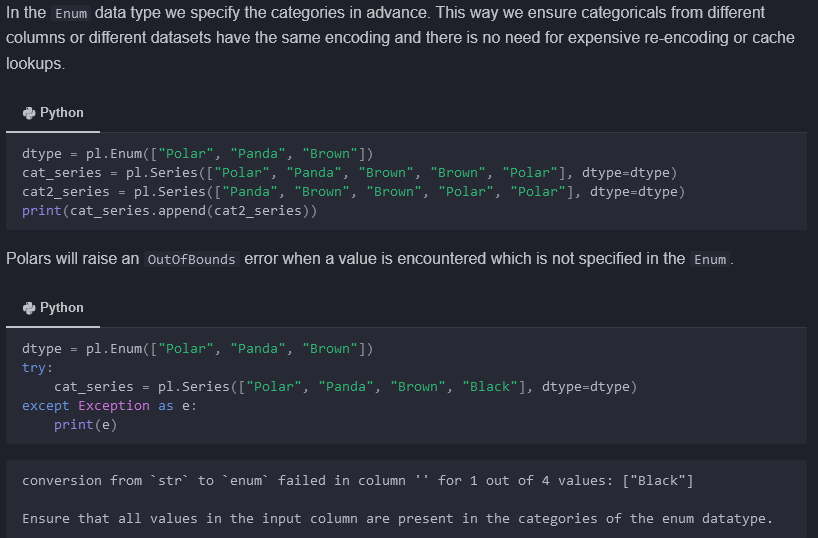 In the Enum data type we specify the categories in advance. This way we ensure categoricals from different
columns or different datasets have the same encoding and there is no need for expensive re-encoding or cache
lookups.
Python
dtype = pl.Enum(["Polar", "Panda", "Brown"])
cat_series = pl.Series(["Polar", "Panda", "Brown", "Brown", "Polar"], dtype=dtype)
cat2_series = pl.Series(["Panda", "Brown", "Brown", "Polar", "Polar"], dtype=dtype)
print(cat_series.append(cat2_series))
Polars will raise an OutOfBounds error when a value is encountered which is not specified in the Enum.
Python
dtype = pl.Enum(["Polar", "Panda", "Brown"])
try:
    cat_series = pl.Series(["Polar", "Panda", "Brown", "Black"], dtype=dtype)
except Exception as e:
    print(e)
conversion from `str` to `enum` failed in column '' for 1 out of 4 values: ["Black"]
Ensure that all values in the input column are present in the categories of the enum datatype.